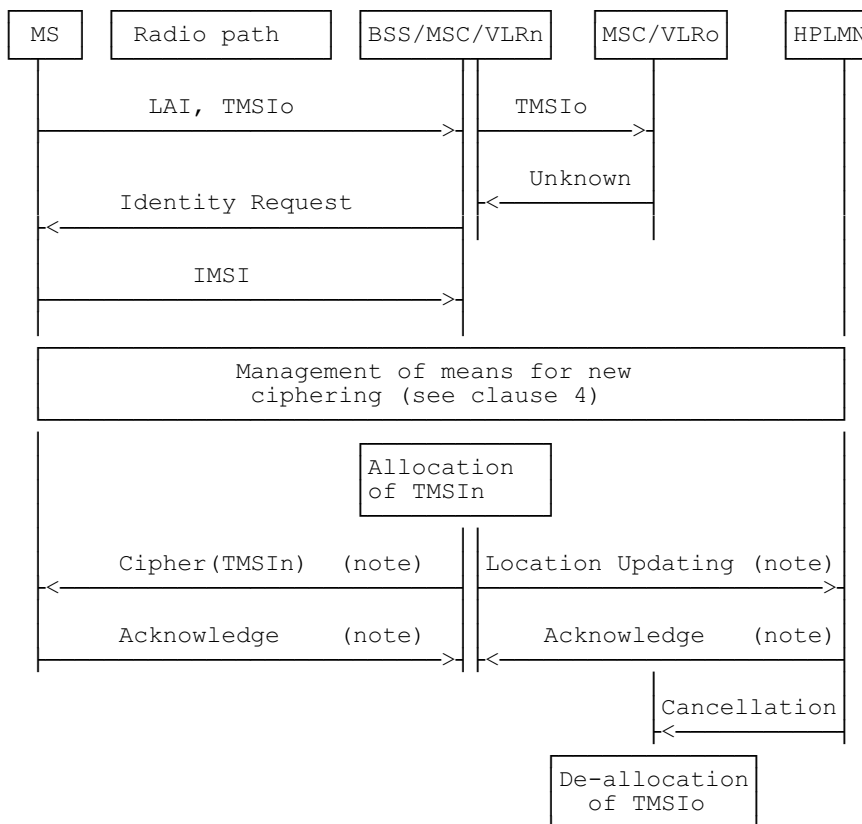 MS Radio path BSS/MSC/VLRn MSC/VLRo HPLMN
LAI, TMSIo TMSIo
Unknown
Identity Request
IMSI
Management of means for new
ciphering (see clause 4)
Allocation
of TMSIn
Cipher(TMSIn) (note) Location Updating (note)
Acknowledge (note) Acknowledge (note)
Cancellation
De-allocation
of TMSIo